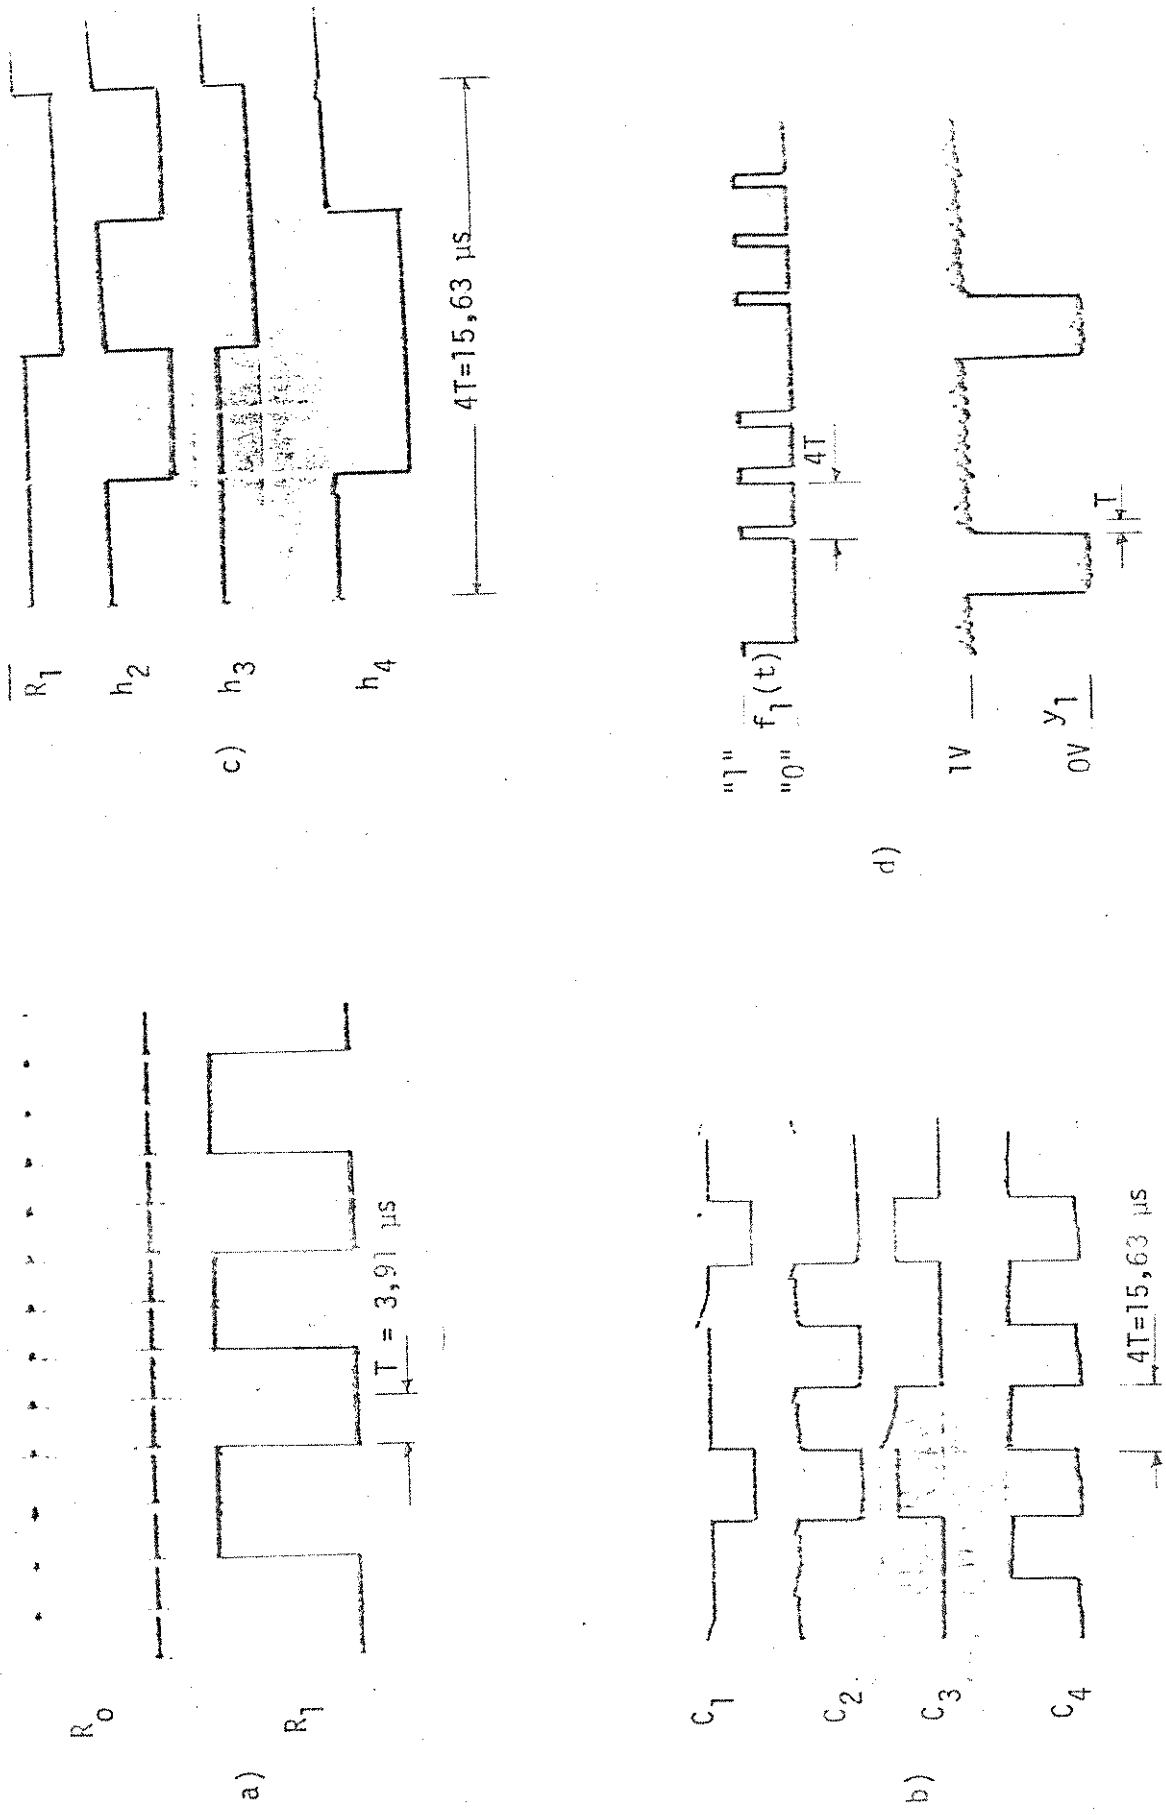 R₀
R₁
T = 3,91 µs
a)
C₁
C₂
C₃
C₄
4T=15,63 µs
b)
R̅₁
h₂
h₃
h₄
4T=15,63 µs
c)
"1"
f₁(t)
"0"
4T
1V
y₁
0V
T
d)